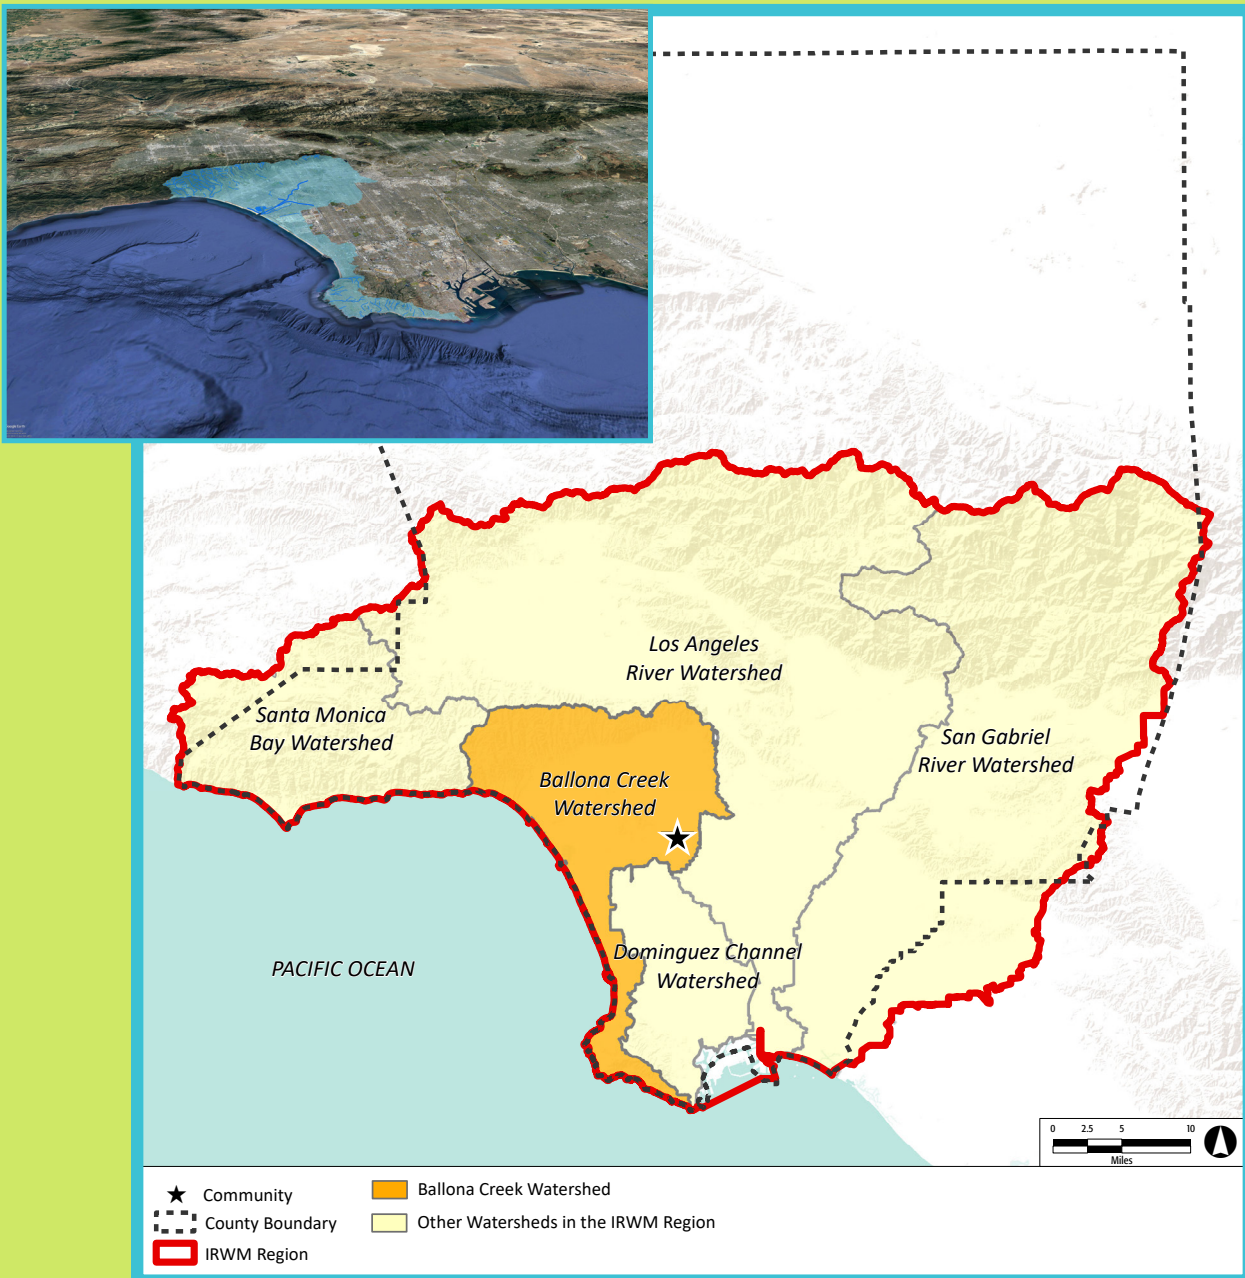 Los Angeles
River Watershed
Santa Monica
Bay Watershed
San Gabriel
River Watershed
Ballona Creek
Watershed
Dominguez Channel
Watershed
PACIFIC OCEAN
0 2.5 5 10
Miles
Community
County Boundary
IRWM Region
Ballona Creek Watershed
Other Watersheds in the IRWM Region